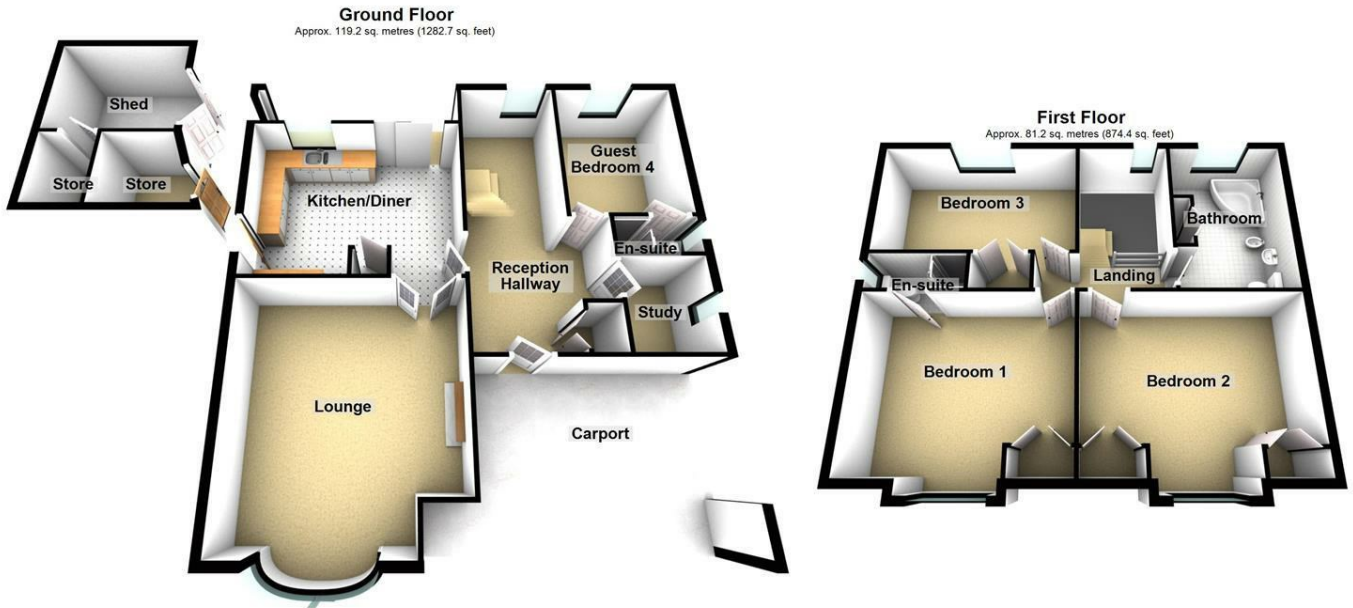 Ground Floor
Approx. 119.2 sq. metres (1282.7 sq. feet)
Shed
Store
Store
Kitchen/Diner
Guest
Bedroom 4
En-suite
Reception
Hallway
Study
Lounge
Carport
First Floor
Approx. 81.2 sq. metres (874.4 sq. feet)
Bedroom 3
Bathroom
Landing
En-suite
Bedroom 1
Bedroom 2